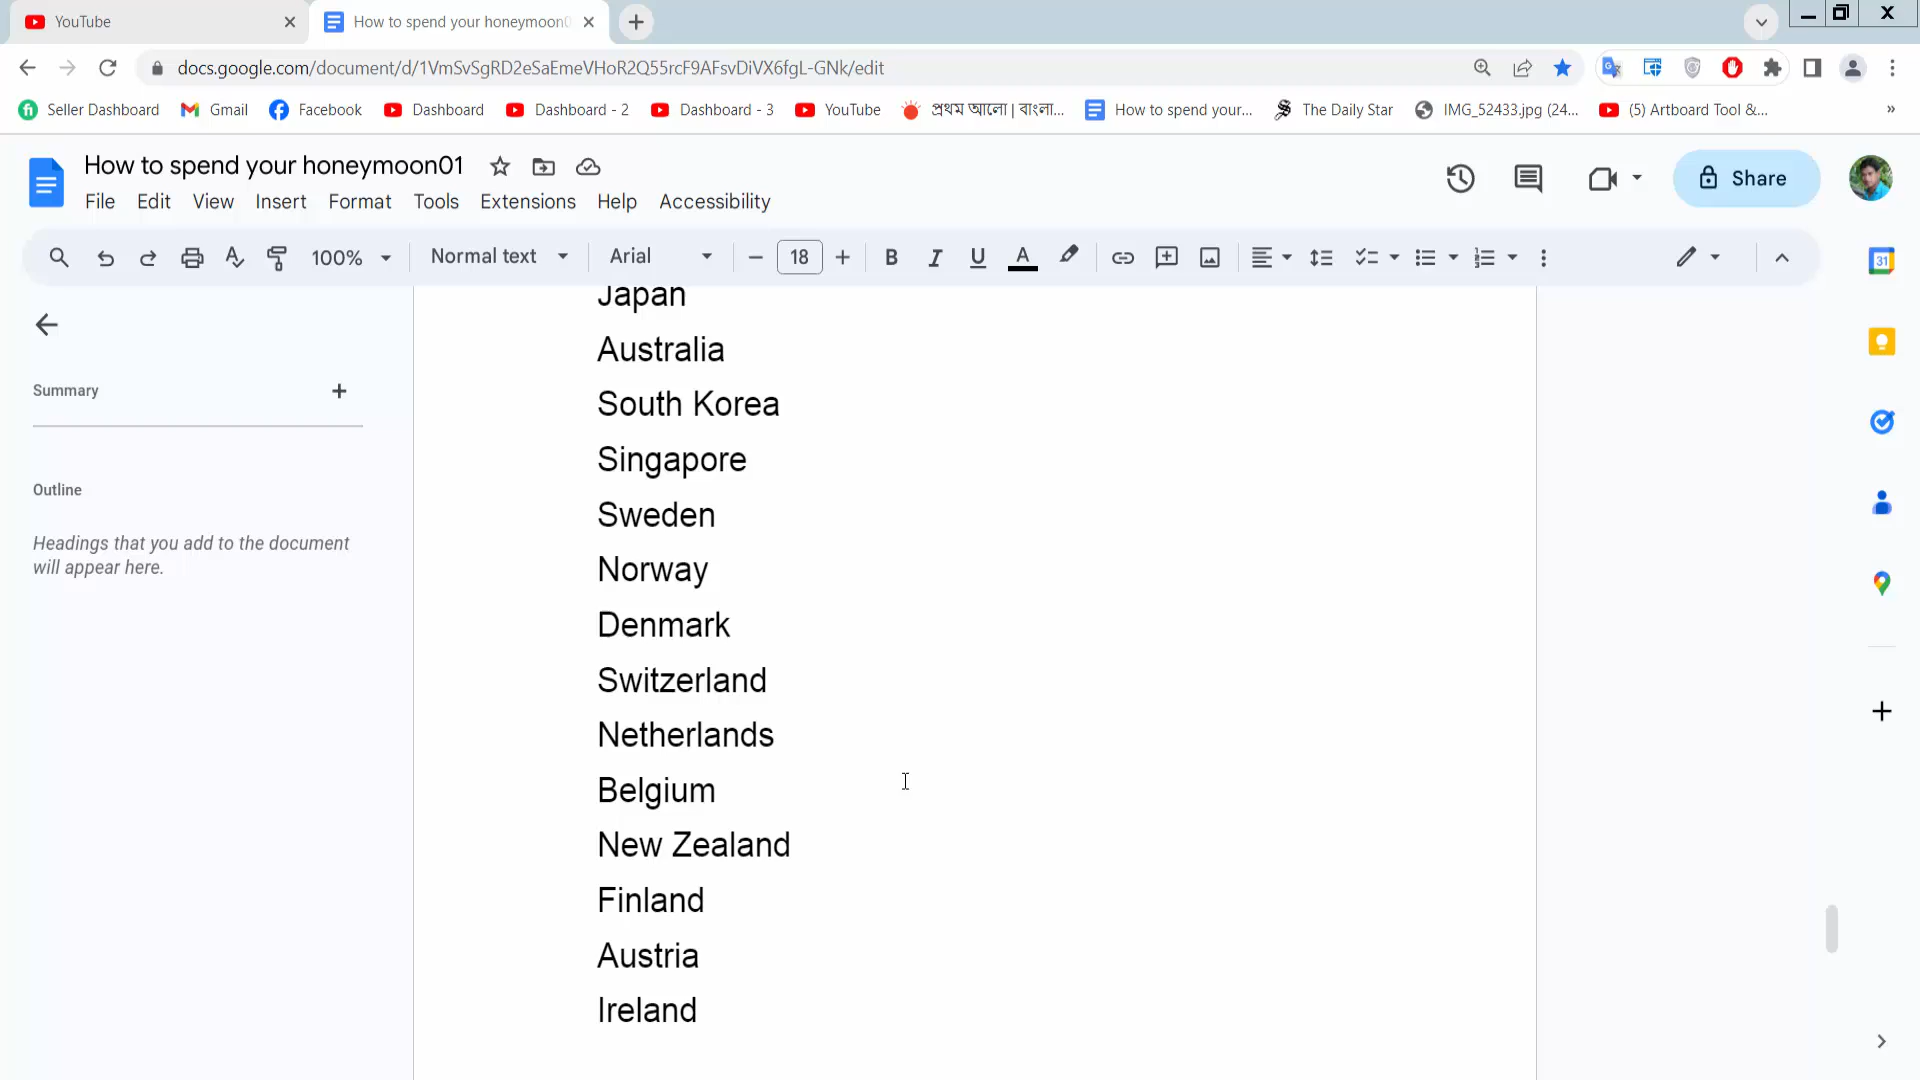 YouTube
How to spend your honeymoon0
docs.google.com/document/d/1VmSvSgRD2eSaEmeVHoR2Q55rcF9AFsvDiVX6fgL-GNk/edit
Seller Dashboard
Gmail
Facebook
Dashboard
Dashboard - 2
Dashboard - 3
YouTube
প্রথম আলো | বাংলা...
How to spend your...
The Daily Star
IMG_52433.jpg (24...
(5) Artboard Tool &...
»
How to spend your honeymoon01
File Edit View Insert Format Tools Extensions Help Accessibility
Share
100%
Normal text
Arial
18
B I U A
31
Summary
Outline
Headings that you add to the document
will appear here.
Japan
Australia
South Korea
Singapore
Sweden
Norway
Denmark
Switzerland
Netherlands
Belgium
New Zealand
Finland
Austria
Ireland